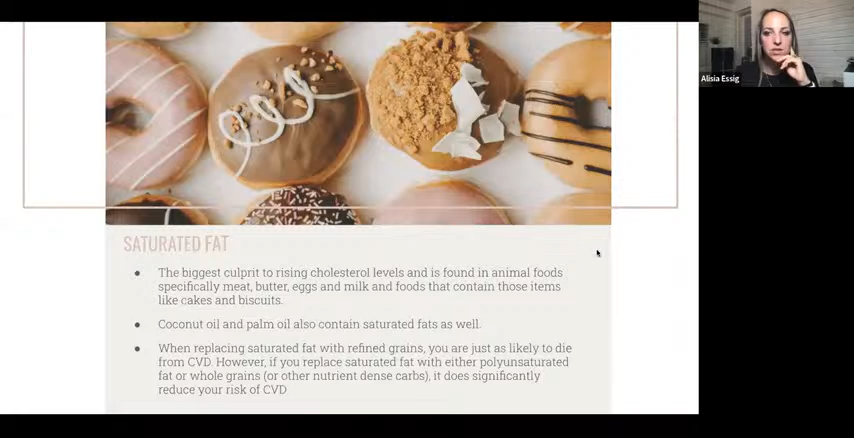 Alisia Essig
SATURATED FAT
● The biggest culprit to rising cholesterol levels and is found in animal foods
specifically meat, butter, eggs and milk and foods that contain those items
like cakes and biscuits.
● Coconut oil and palm oil also contain saturated fats as well.
● When replacing saturated fat with refined grains, you are just as likely to die
from CVD. However, if you replace saturated fat with either polyunsaturated
fat or whole grains (or other nutrient dense carbs), it does significantly
reduce your risk of CVD